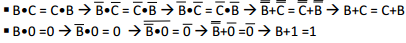 ▪ B•C = C•B → B̅•C̅ = C̅•B̅ → B̿•C̿ = C̿•B̿ → B̿+C̿ = C̿+B̿ → B+C = C+B
▪ B•0 =0 → B̅•0 = 0 → B̿•0̅ = 0̅ → B̿+0̅ =0̅ → B+1 =1